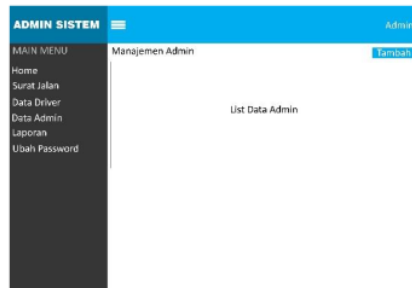 ADMIN SISTEM
Admin
MAIN MENU
Manajemen Admin
Tambah
Home
Surat Jalan
Data Driver
Data Admin
Laporan
Ubah Password
List Data Admin